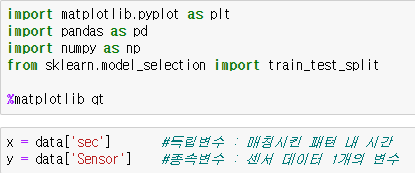 import matplotlib.pyplot as plt
import pandas as pd
import numpy as np
from sklearn.model_selection import train_test_split
%matplotlib qt
x = data['sec'] #독립변수 : 매칭시킨 패턴 내 시간
y = data['Sensor'] #종속변수 : 센서 데이터 1개의 변수